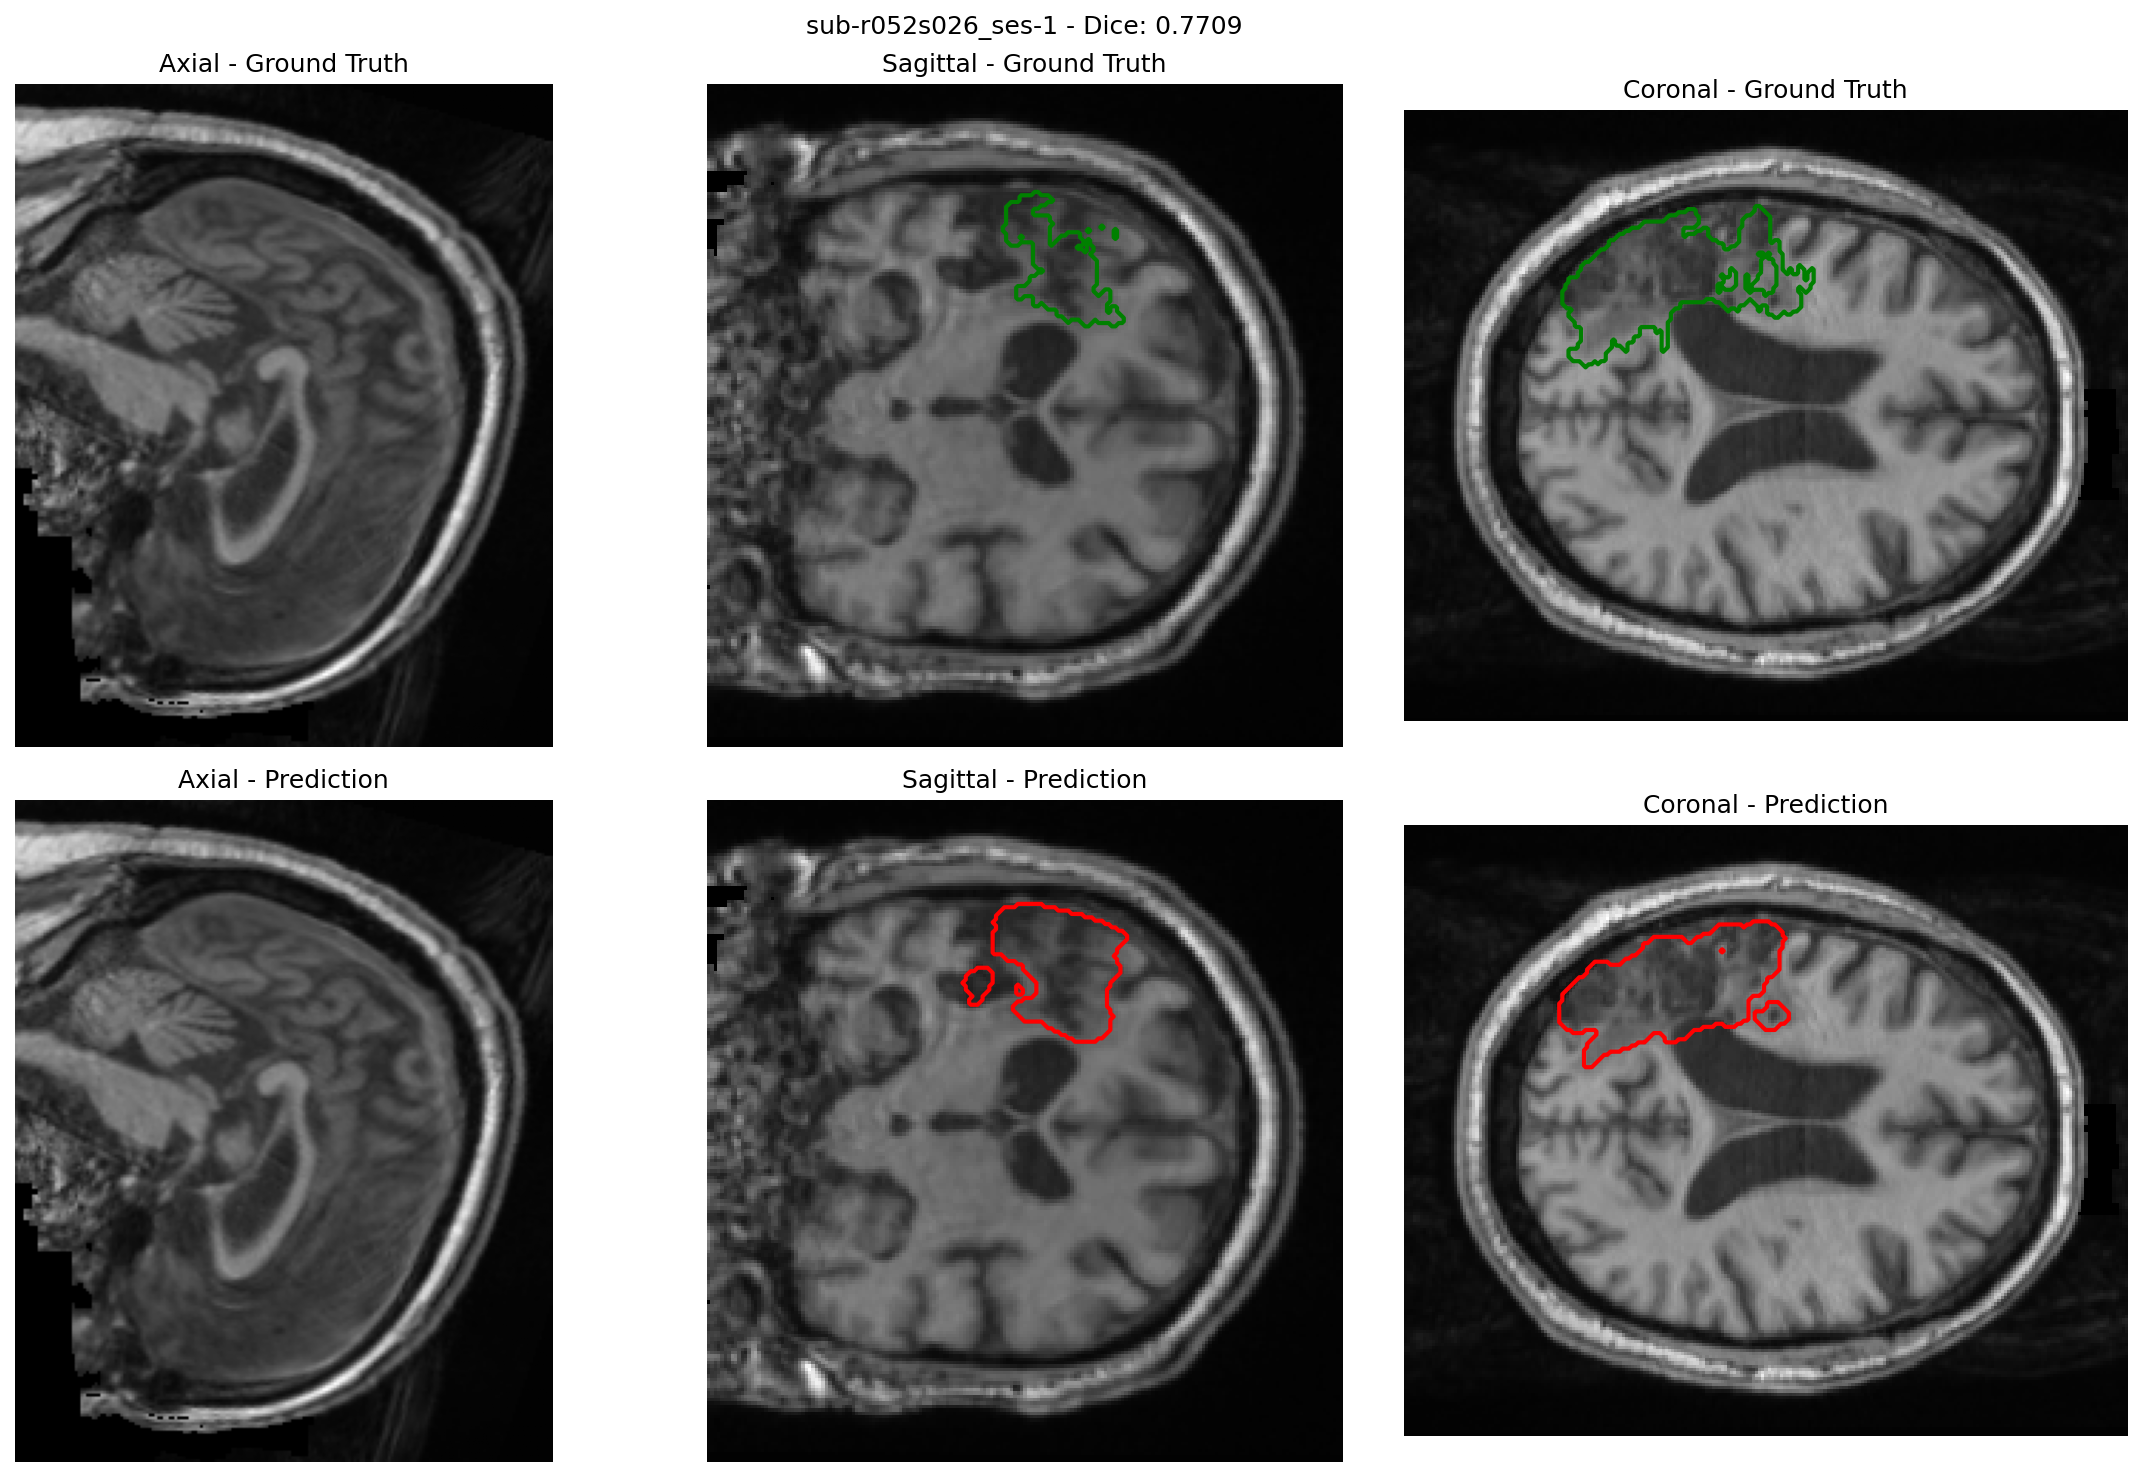 sub-r052s026_ses-1 - Dice: 0.7709
Axial - Ground Truth
Sagittal - Ground Truth
Coronal - Ground Truth
Axial - Prediction
Sagittal - Prediction
Coronal - Prediction